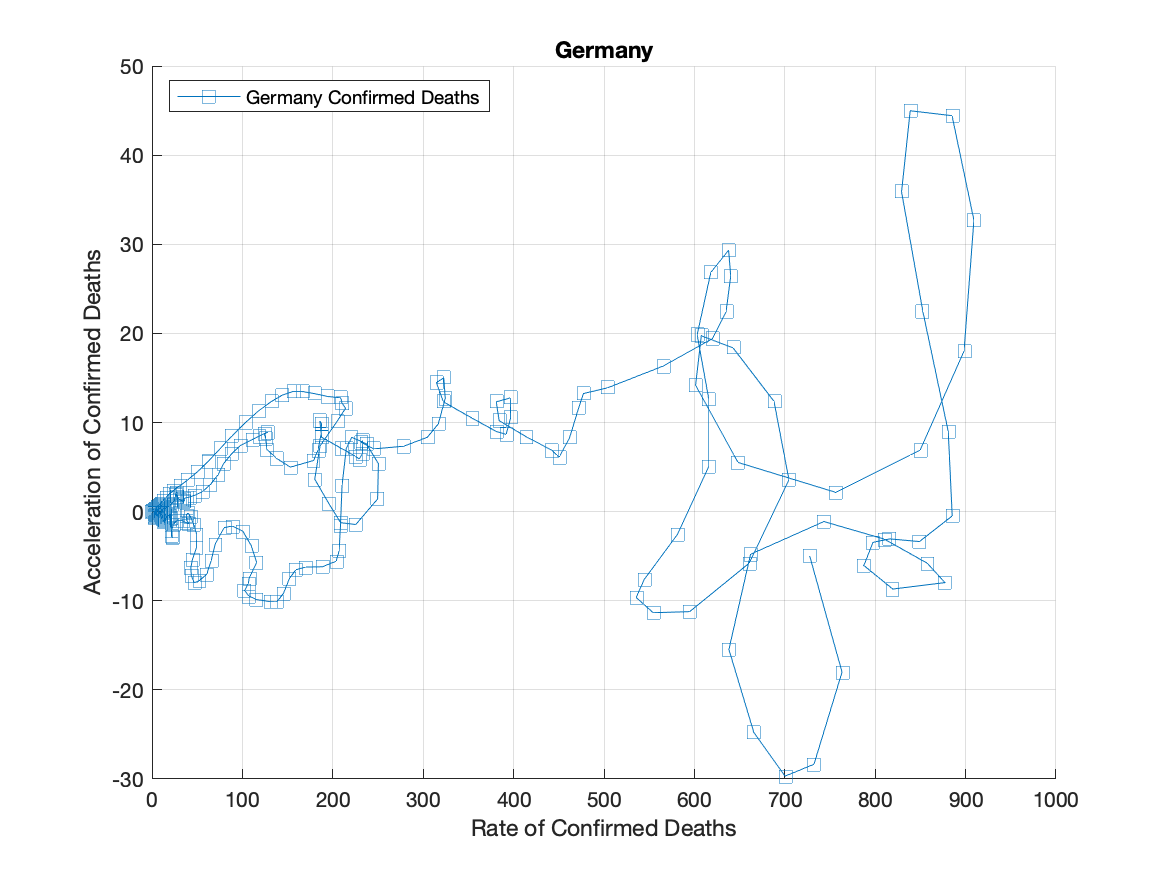 Germany
Germany Confirmed Deaths
50
40
30
20
10
0
-10
-20
-30
Acceleration of Confirmed Deaths
0 100 200 300 400 500 600 700 800 900 1000
Rate of Confirmed Deaths